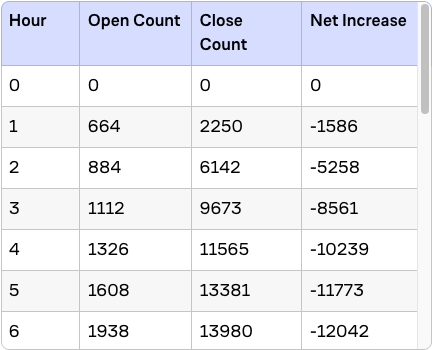 Hour Open Count Close Count Net Increase
0 0 0 0
1 664 2250 -1586
2 884 6142 -5258
3 1112 9673 -8561
4 1326 11565 -10239
5 1608 13381 -11773
6 1938 13980 -12042